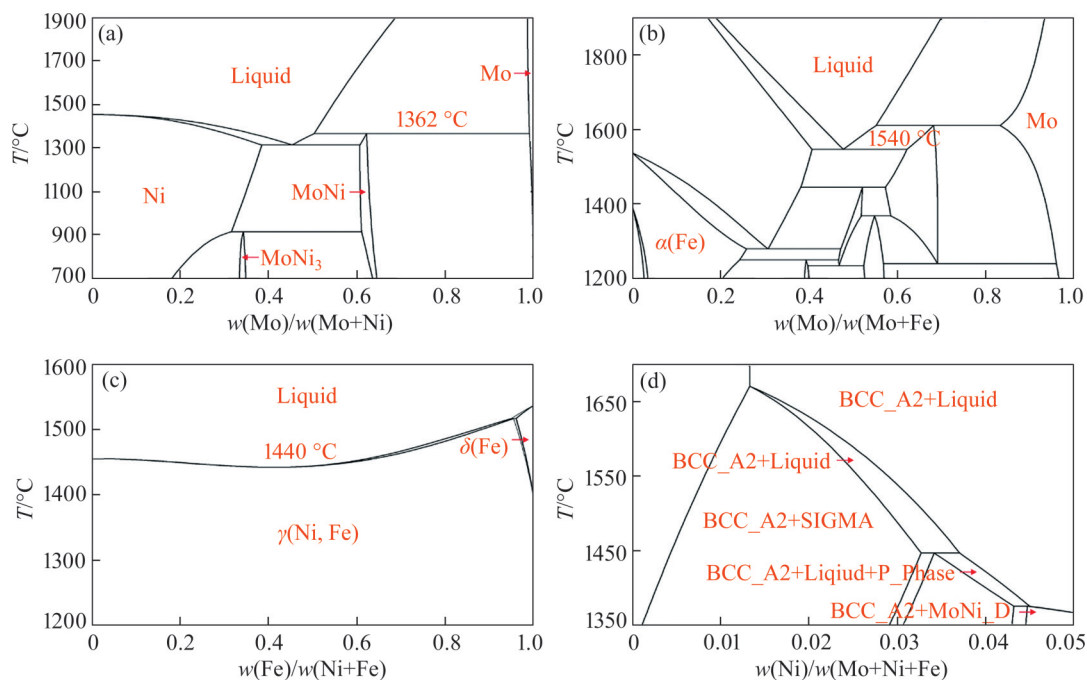 (a)
1900
1700
1500
1300
1100
900
700
T/°C
Liquid
Mo
1362 °C
Ni
MoNi
MoNi₃
0 0.2 0.4 0.6 0.8 1.0
w(Mo)/w(Mo+Ni)
(b)
1800
1600
1400
1200
T/°C
Liquid
Mo
1540 °C
α(Fe)
0 0.2 0.4 0.6 0.8 1.0
w(Mo)/w(Mo+Fe)
(c)
1600
1500
1400
1300
1200
T/°C
Liquid
1440 °C
δ(Fe)
γ(Ni, Fe)
0 0.2 0.4 0.6 0.8 1.0
w(Fe)/w(Ni+Fe)
(d)
1650
1550
1450
1350
T/°C
BCC_A2+Liquid
BCC_A2+Liquid
BCC_A2+SIGMA
BCC_A2+Liqiud+P_Phase
BCC_A2+MoNi_D
0 0.01 0.02 0.03 0.04 0.05
w(Ni)/w(Mo+Ni+Fe)